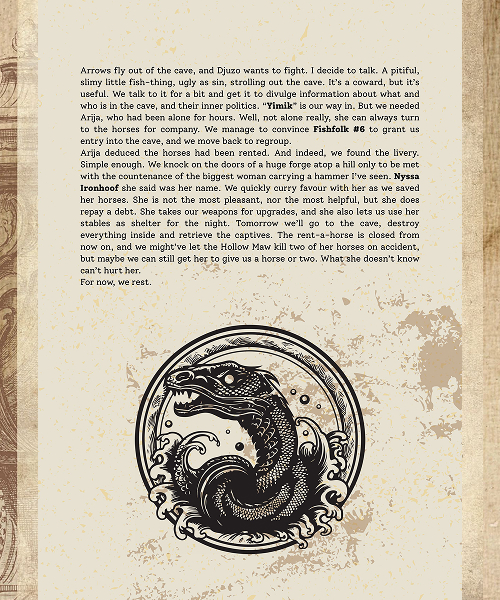 Arrows fly out of the cave, and Djuzo wants to fight. I decide to talk. A pitiful,
slimy little fish-thing, ugly as sin, strolling out the cave. It's a coward, but it's
useful. We talk to it for a bit and get it to divulge information about what and
who is in the cave, and their inner politics. "Yimik" is our way in. But we needed
Arija, who had been alone for hours. Well, not alone really, she can always turn
to the horses for company. We manage to convince Fishfolk #6 to grant us
entry into the cave, and we move back to regroup.
Arija deduced the horses had been rented. And indeed, we found the livery.
Simple enough. We knock on the doors of a huge forge atop a hill only to be met
with the countenance of the biggest woman carrying a hammer I've seen. Nyssa
Ironhoof she said was her name. We quickly curry favour with her as we saved
her horses. She is not the most pleasant, nor the most helpful, but she does
repay a debt. She takes our weapons for upgrades, and she also lets us use her
stables as shelter for the night. Tomorrow we'll go to the cave, destroy
everything inside and retrieve the captives. The rent-a-horse is closed from
now on, and we might've let the Hollow Maw kill two of her horses on accident,
but maybe we can still get her to give us a horse or two. What she doesn't know
can't hurt her.
For now, we rest.